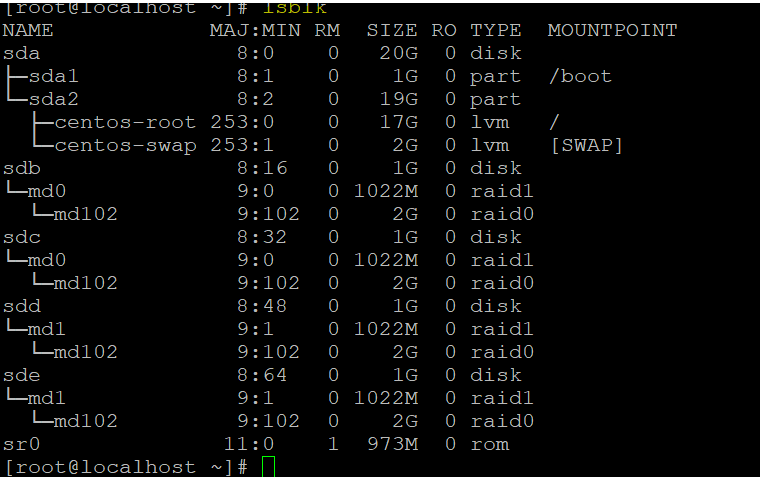 [root@localhost ~]# lsblk
NAME            MAJ:MIN RM  SIZE RO TYPE  MOUNTPOINT
sda               8:0    0   20G  0 disk
├─sda1            8:1    0    1G  0 part  /boot
└─sda2            8:2    0   19G  0 part
  ├─centos-root 253:0    0   17G  0 lvm   /
  └─centos-swap 253:1    0    2G  0 lvm   [SWAP]
sdb               8:16   0    1G  0 disk
└─md0             9:0    0 1022M  0 raid1
  └─md102         9:102  0    2G  0 raid0
sdc               8:32   0    1G  0 disk
└─md0             9:0    0 1022M  0 raid1
  └─md102         9:102  0    2G  0 raid0
sdd               8:48   0    1G  0 disk
└─md1             9:1    0 1022M  0 raid1
  └─md102         9:102  0    2G  0 raid0
sde               8:64   0    1G  0 disk
└─md1             9:1    0 1022M  0 raid1
  └─md102         9:102  0    2G  0 raid0
sr0              11:0    1  973M  0 rom
[root@localhost ~]#